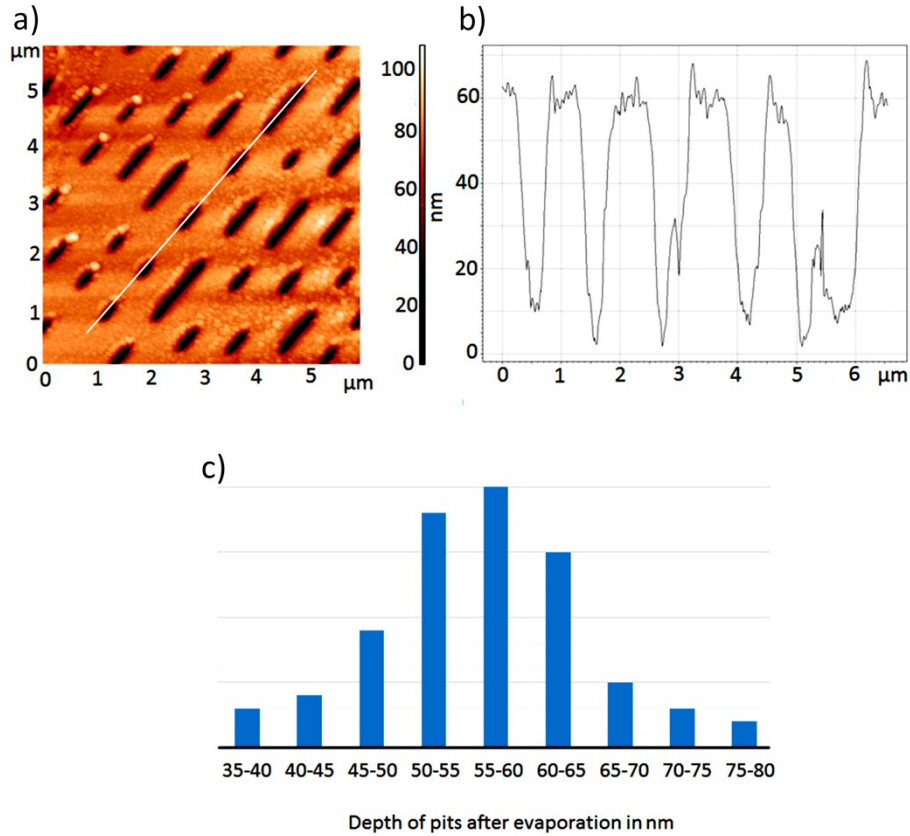 a)
µm
5
4
3
2
1
0
0 1 2 3 4 5 µm
100
80
60
40
20
0
nm
b)
60
40
20
0
0 1 2 3 4 5 6 µm
c)
35-40 40-45 45-50 50-55 55-60 60-65 65-70 70-75 75-80
Depth of pits after evaporation in nm